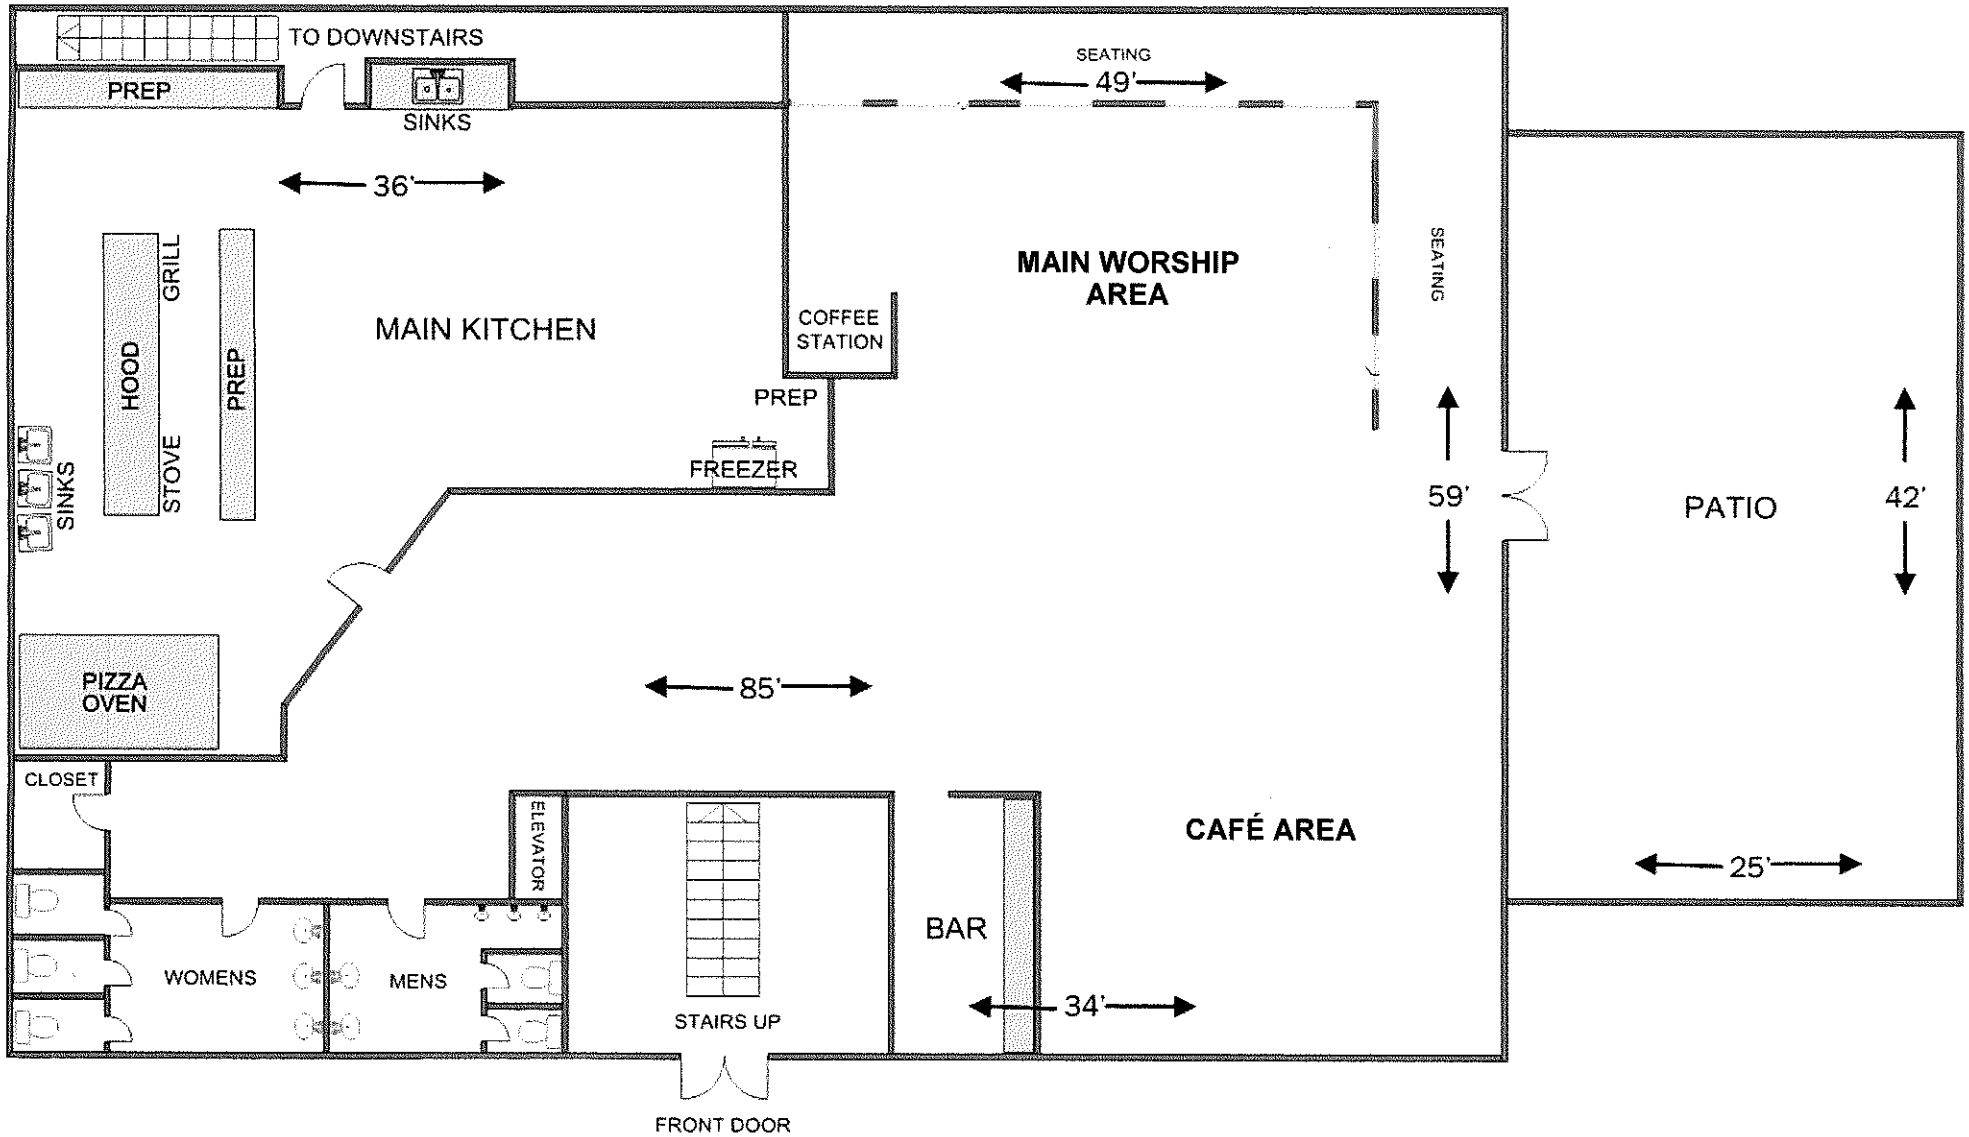 TO DOWNSTAIRS
SEATING
49'
PREP
SINKS
36'
GRILL
SEATING
MAIN WORSHIP
AREA
COFFEE
STATION
MAIN KITCHEN
HOOD
PREP
PREP
STOVE
FREEZER
SINKS
59'
PATIO
42'
PIZZA
OVEN
85'
CLOSET
ELEVATOR
CAFÉ AREA
25'
BAR
WOMENS
MENS
34'
STAIRS UP
FRONT DOOR